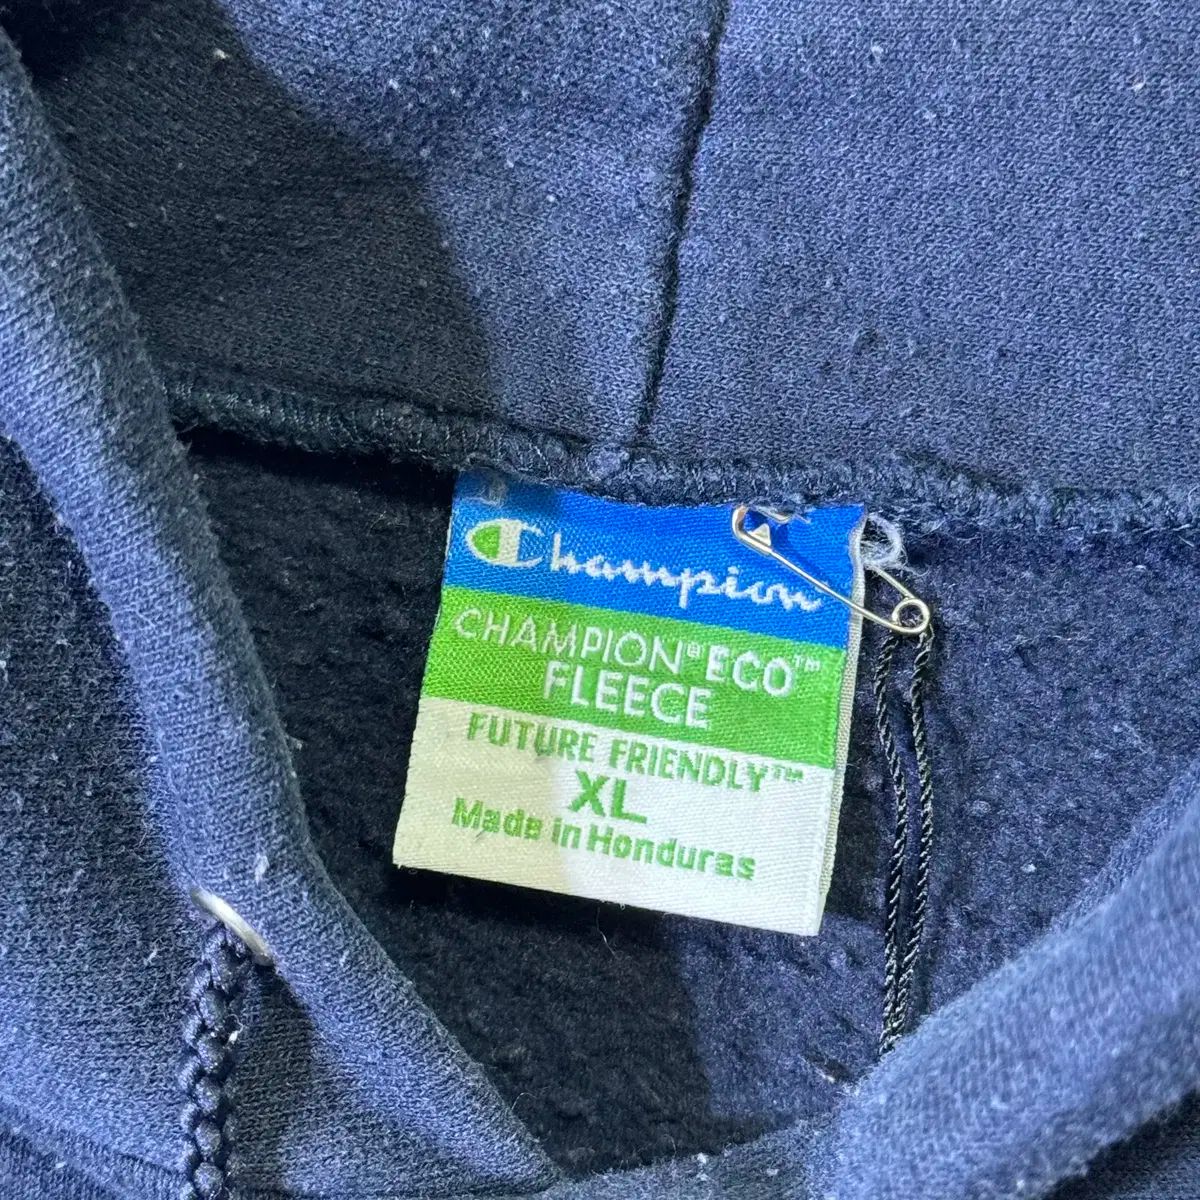 Champion
CHAMPION® ECO™
FLEECE
FUTURE FRIENDLY™
XL
Made in Honduras